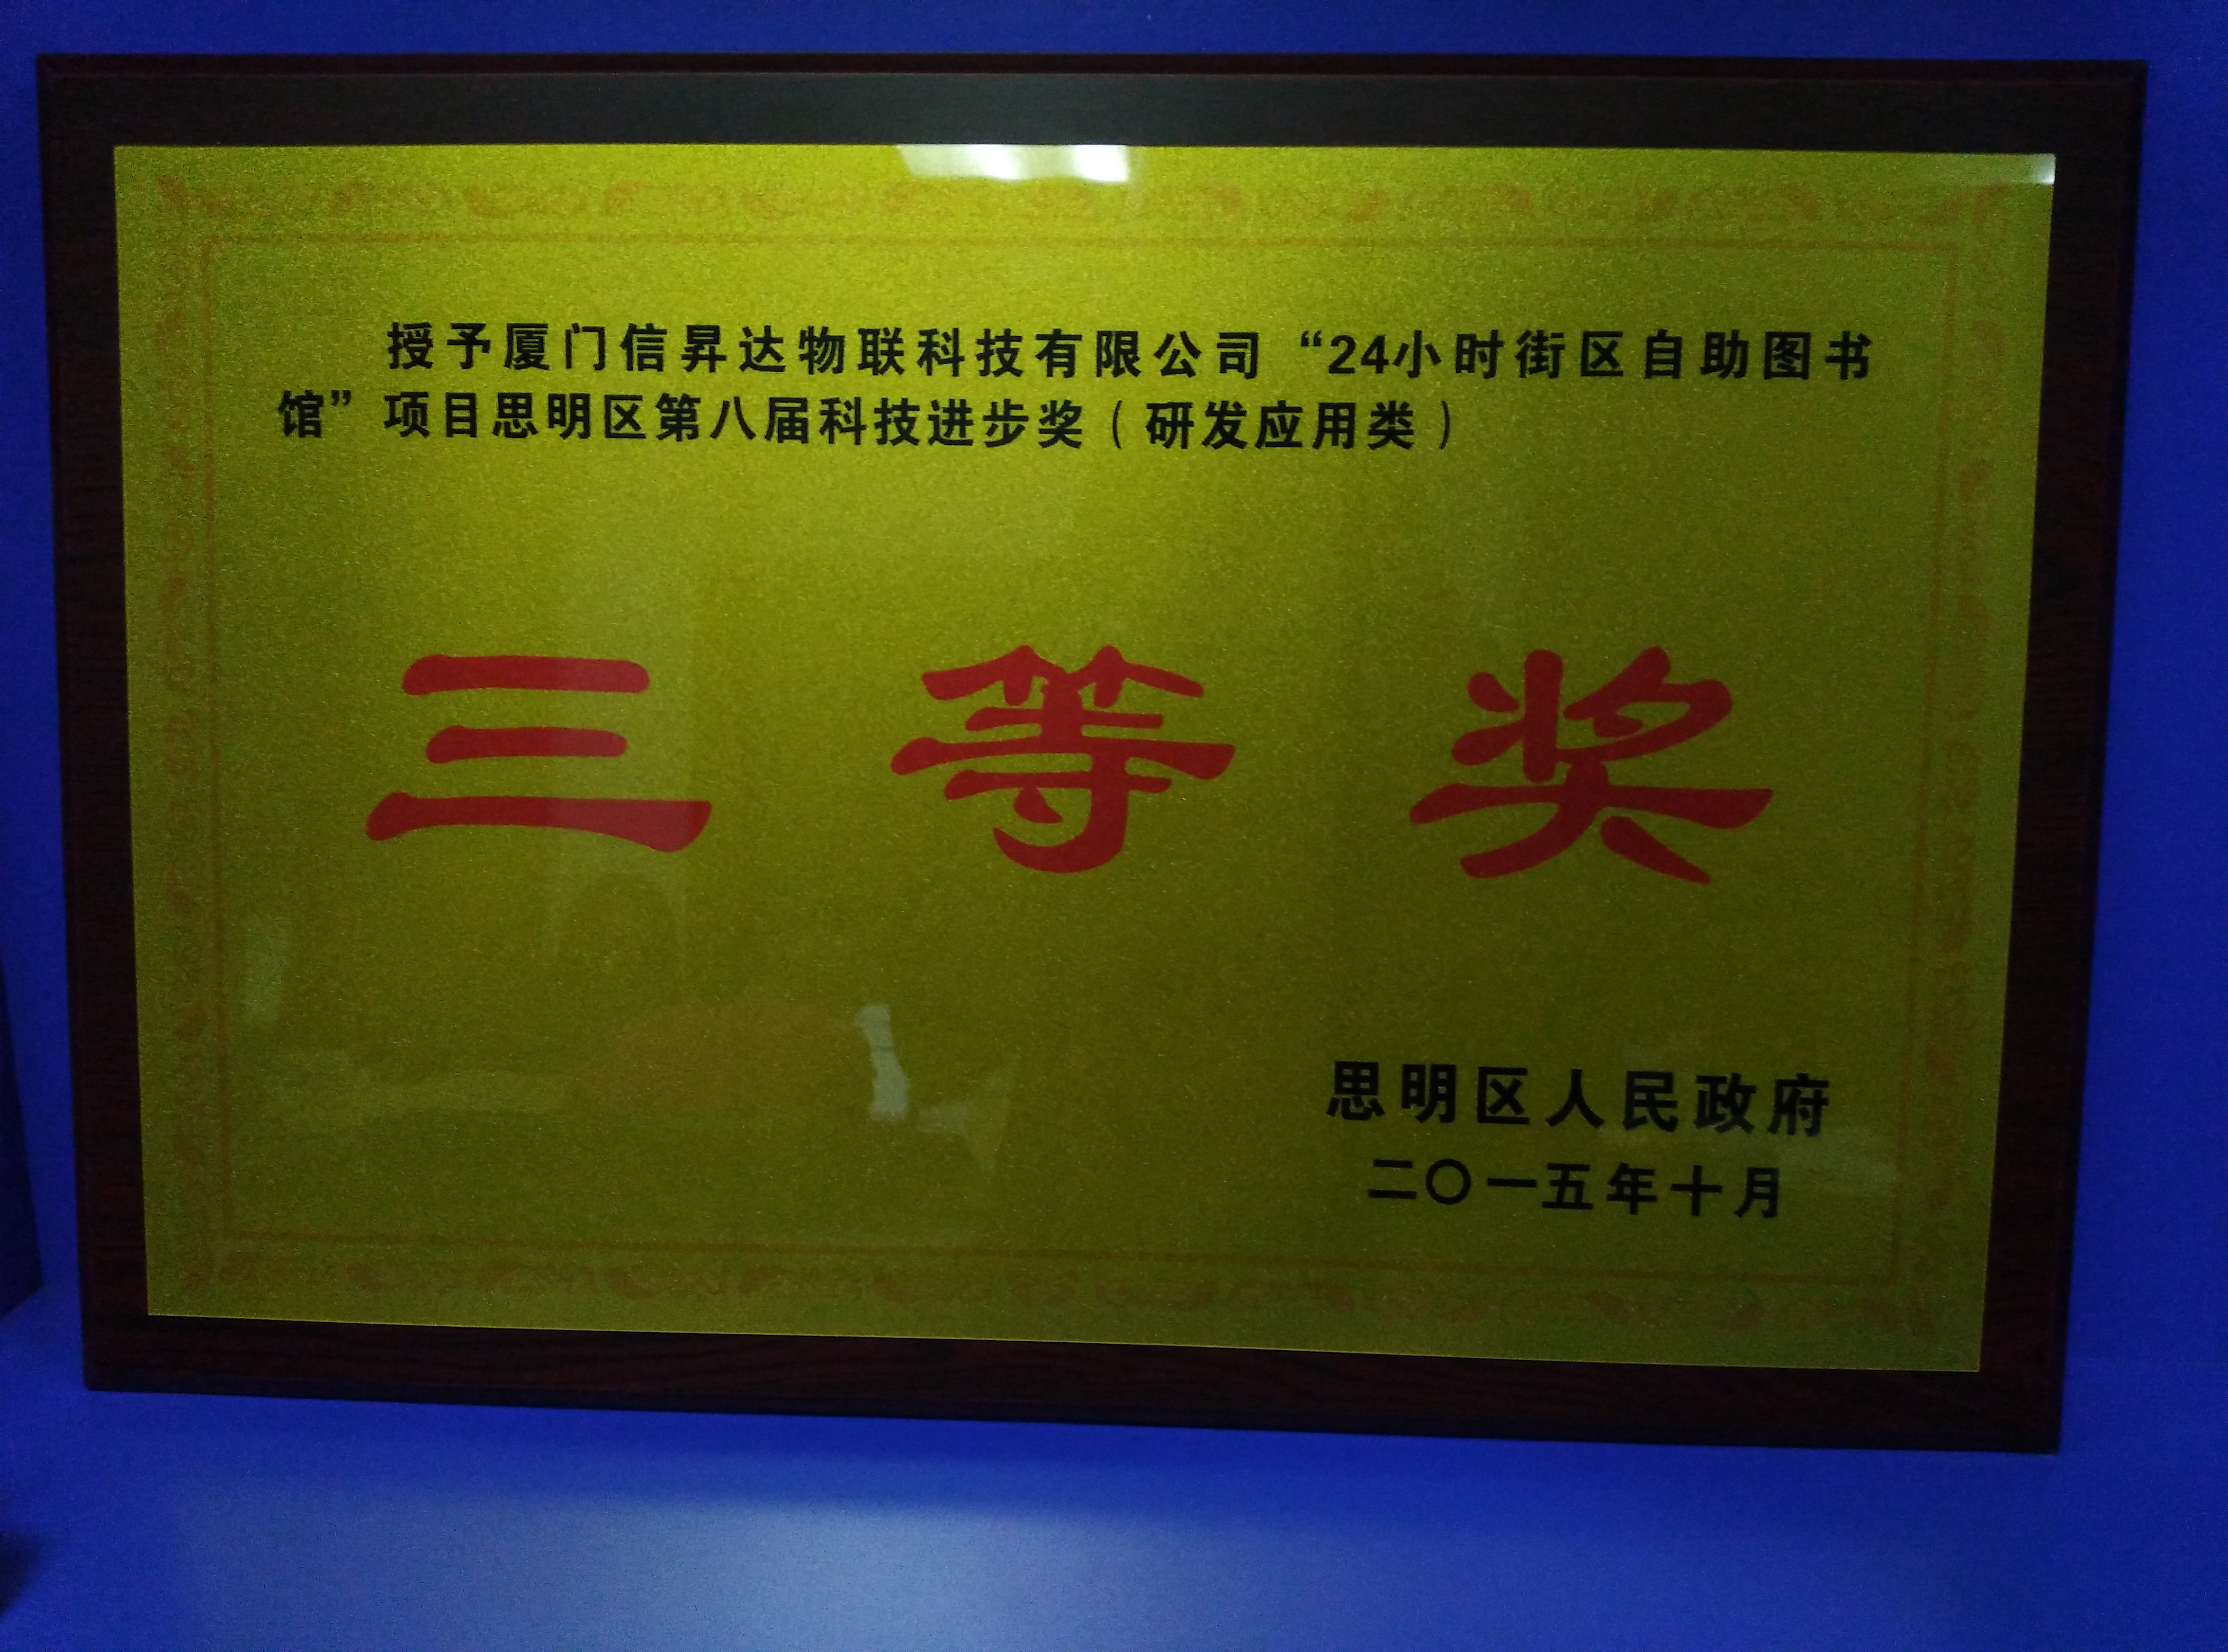 授予厦门信昇达物联科技有限公司“24小时街区自助图书
馆”项目思明区第八届科技进步奖（研发应用类）
三等奖
思明区人民政府
二〇一五年十月